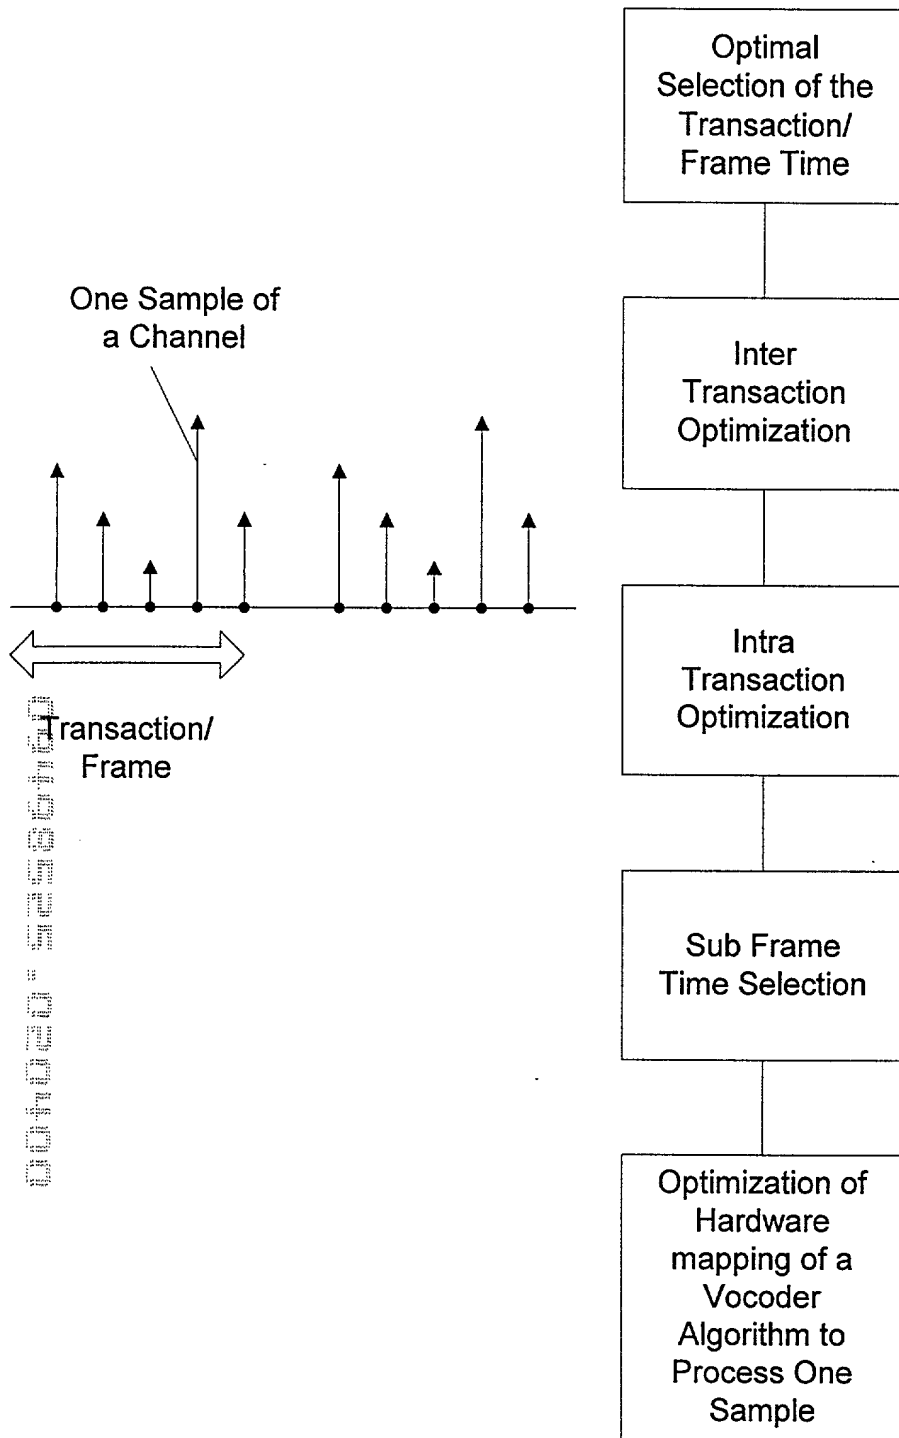 Optimal
Selection of the
Transaction/
Frame Time
One Sample of
a Channel
Inter
Transaction
Optimization
Intra
Transaction
Optimization
Transaction/
Frame
Sub Frame
Time Selection
Optimization of
Hardware
mapping of a
Vocoder
Algorithm to
Process One
Sample